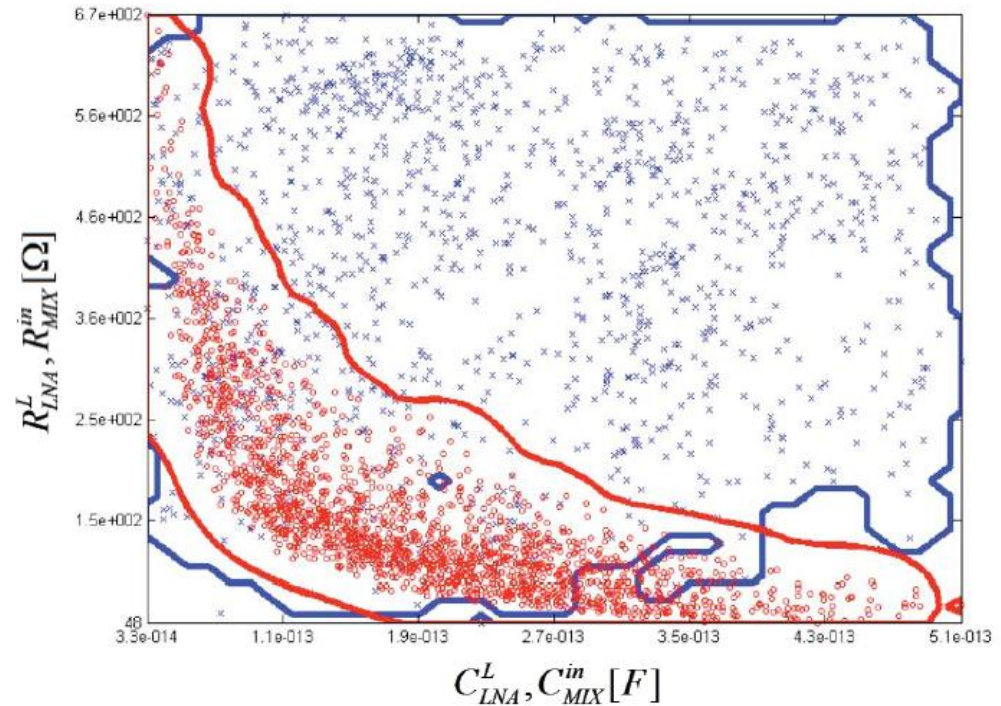 6.7e+002
5.6e+002
4.6e+002
3.6e+002
2.6e+002
1.5e+002
48
3.3e-014 1.1e-013 1.9e-013 2.7e-013 3.5e-013 4.3e-013 5.1e-013
R^L_LNA, R^in_MIX [Ω]
C^L_LNA, C^in_MIX [F]